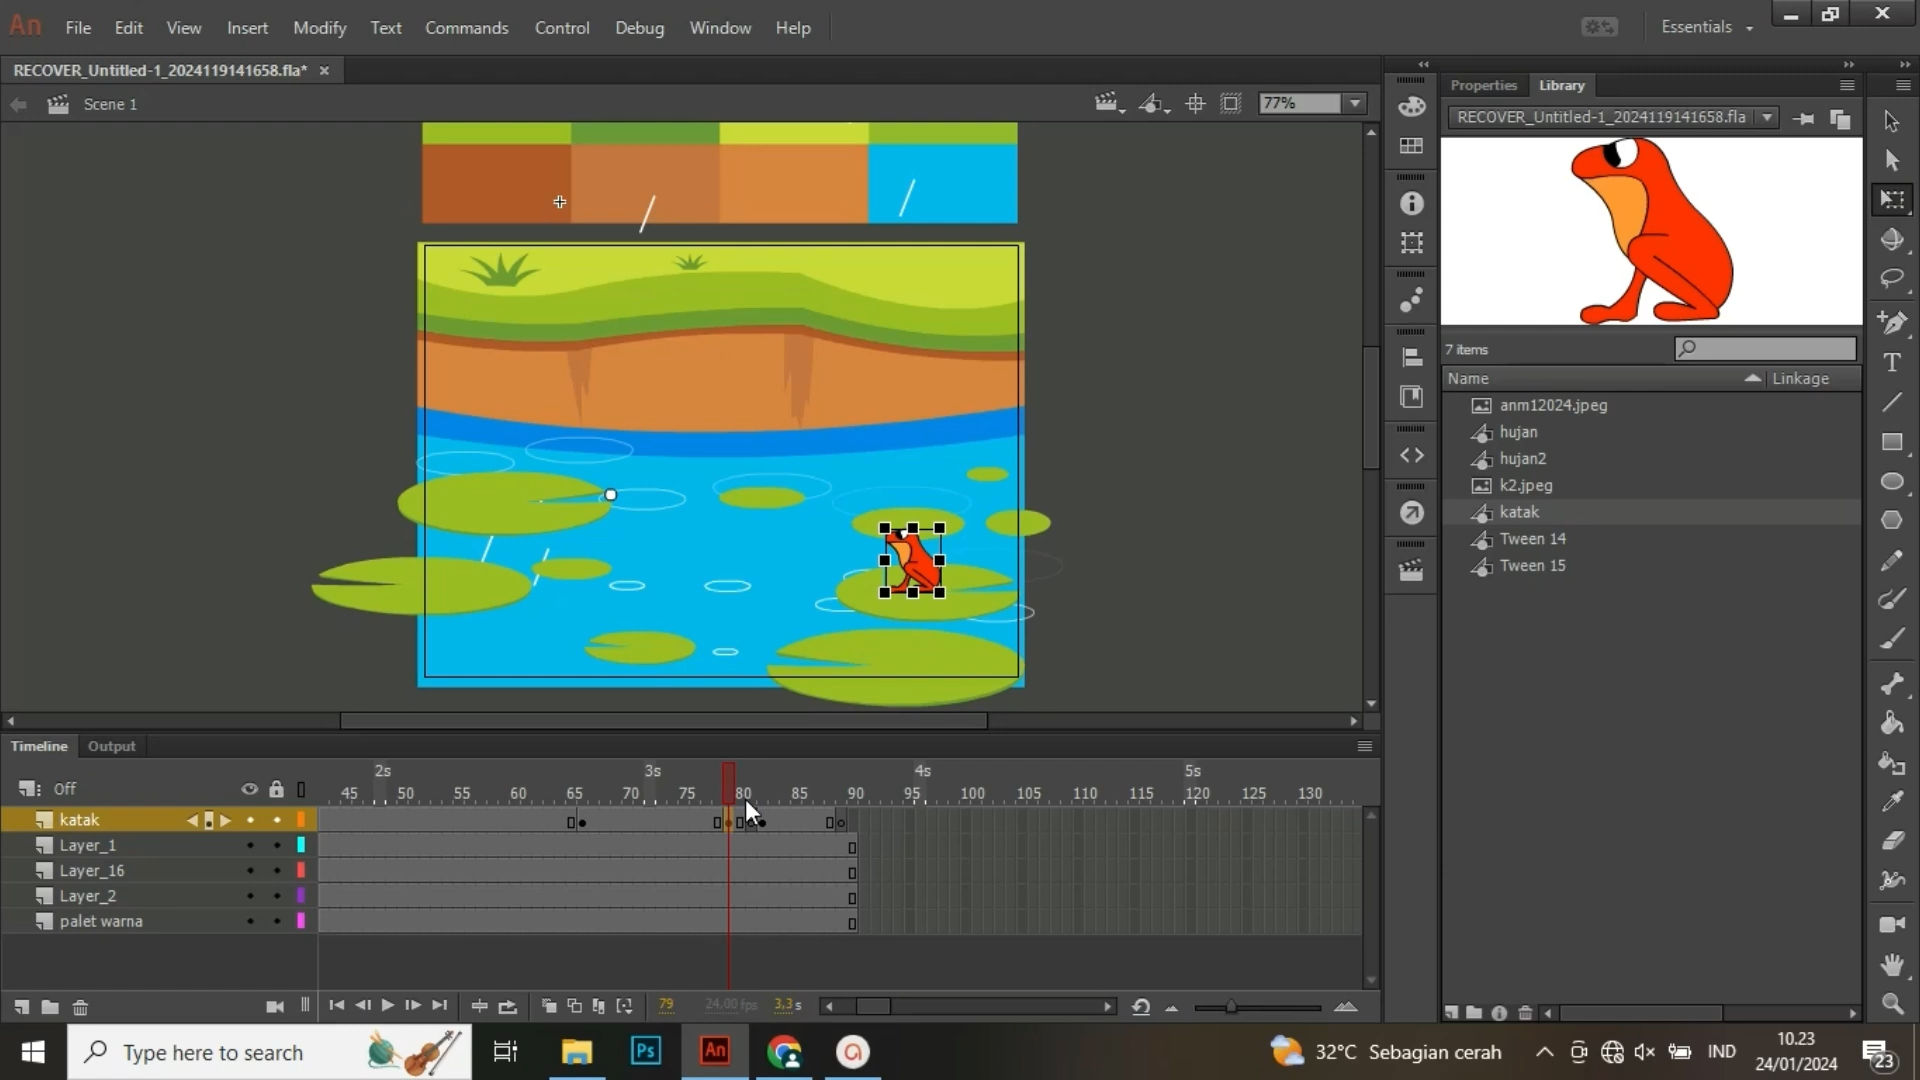 An File Edit View Insert Modify Text Commands Control Debug Window Help Essentials
RECOVER_Untitled-1_2024119141658.fla*
Scene 1
77%
Properties Library
RECOVER_Untitled-1_2024119141658.fla
7 items
Name Linkage
anm12024.jpeg
hujan
hujan2
k2.jpeg
katak
Tween 14
Tween 15
Timeline Output
2s 3s 4s 5s
Off
45 50 55 60 65 70 75 80 85 90 95 100 105 110 115 120 125 130
katak
Layer_1
Layer_16
Layer_2
palet warna
79 24.00 fps 3,3 s
Type here to search
Ps An
32°C Sebagian cerah
IND
10.23
24/01/2024
23